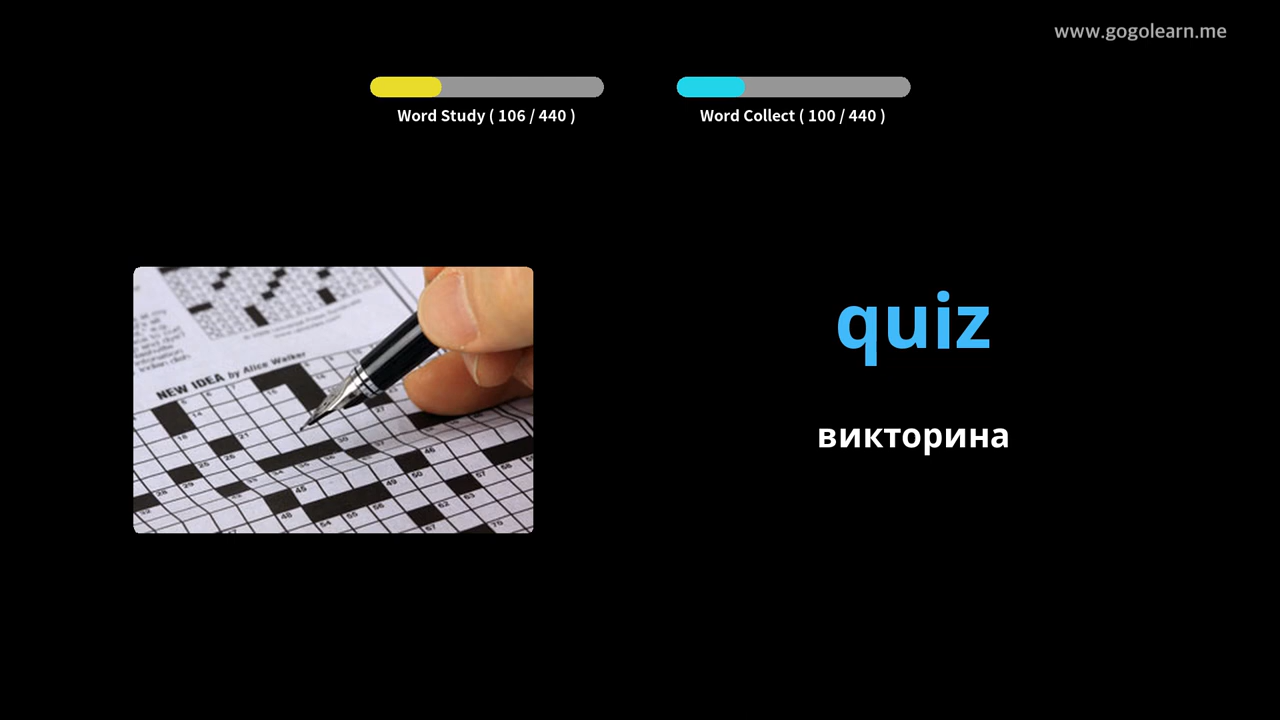 www.gogolearn.me
Word Study ( 106 / 440 )
Word Collect ( 100 / 440 )
quiz
викторина
NEW IDEA by Alice Walker